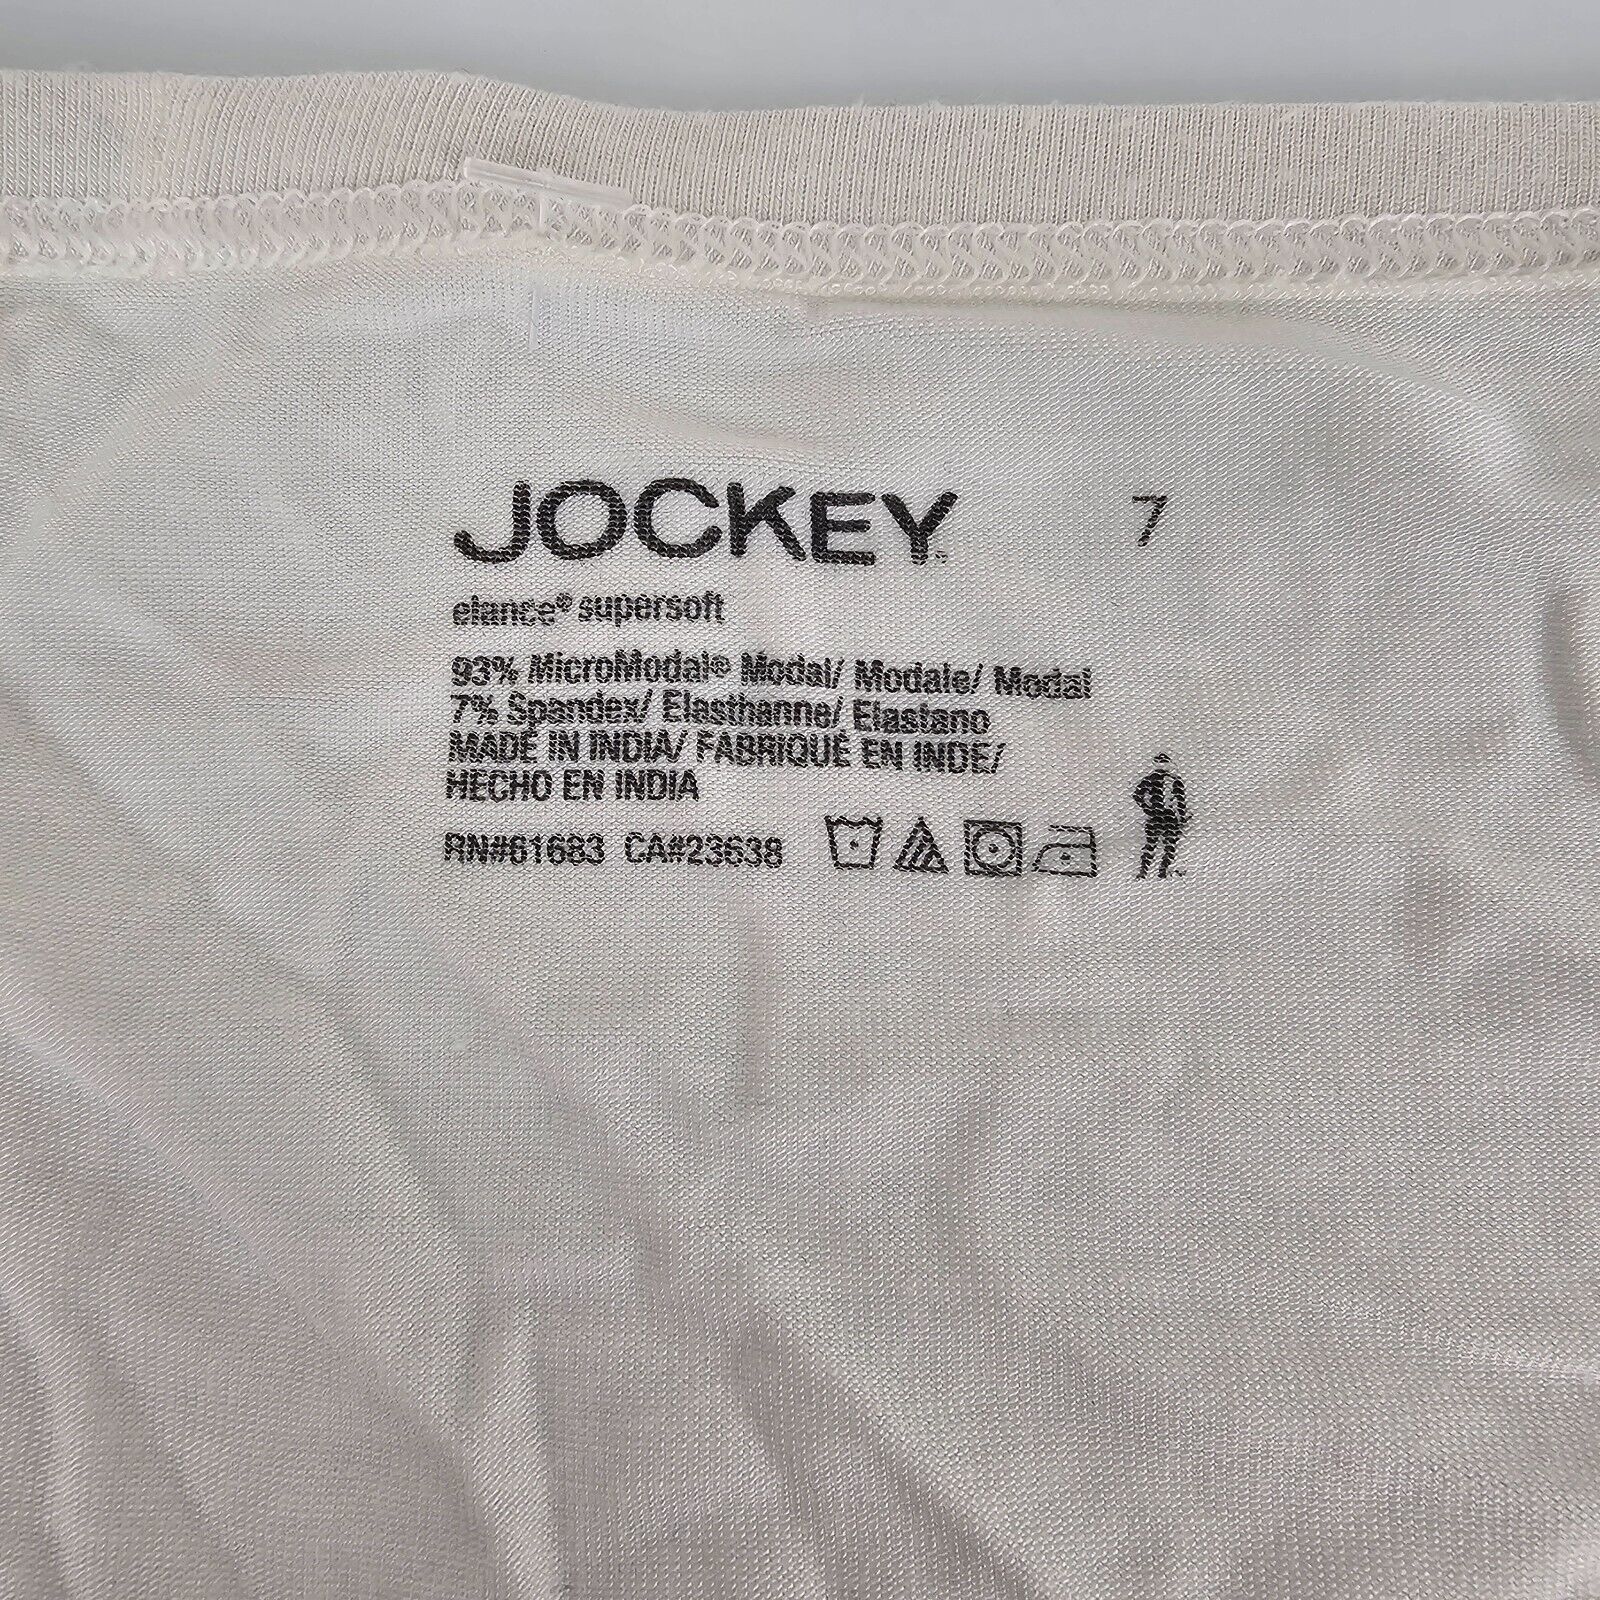 JOCKEY 7
elance® supersoft
93% MicroModal® Modal/ Modale/ Modal
7% Spandex/ Elasthanne/ Elastano
MADE IN INDIA/ FABRIQUÉ EN INDE/
HECHO EN INDIA
RN#61683 CA#23638